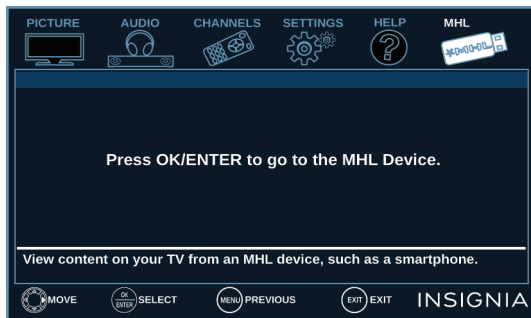 PICTURE AUDIO CHANNELS SETTINGS HELP MHL
MHL
Press OK/ENTER to go to the MHL Device.
View content on your TV from an MHL device, such as a smartphone.
MOVE OK ENTER SELECT MENU PREVIOUS EXIT EXIT INSIGNIA